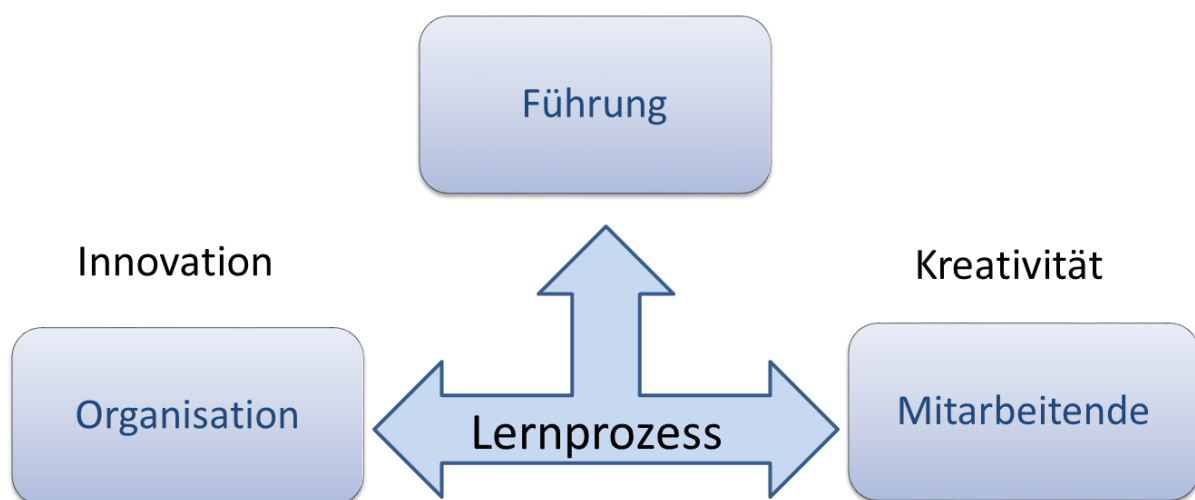 Führung
Innovation
Kreativität
Organisation
Lernprozess
Mitarbeitende